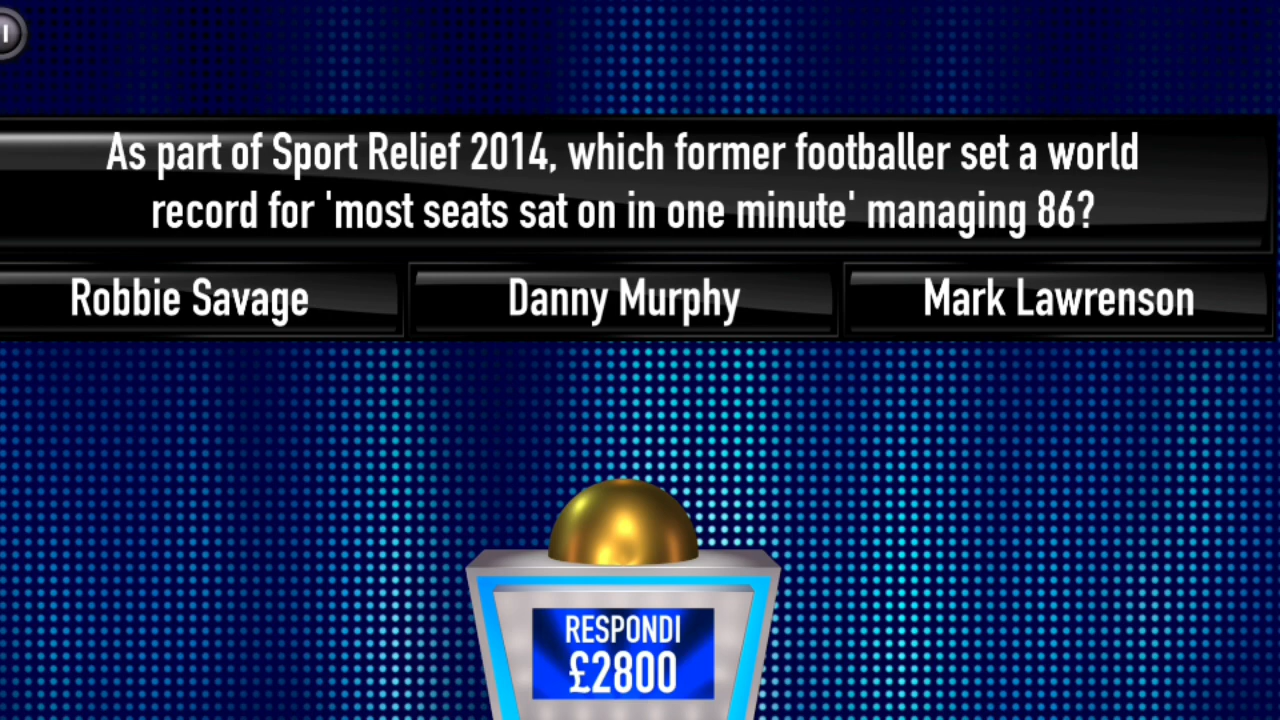 As part of Sport Relief 2014, which former footballer set a world
record for 'most seats sat on in one minute' managing 86?
Robbie Savage
Danny Murphy
Mark Lawrenson
RESPONDI
£2800